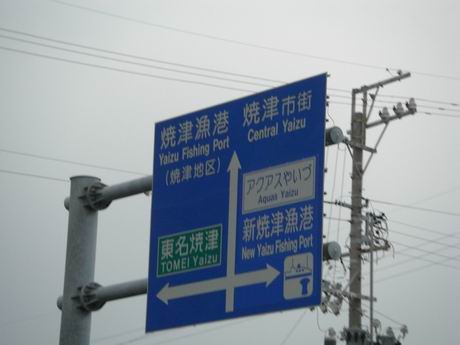 焼津漁港
Yaizu Fishing Port
(焼津地区)
焼津市街
Central Yaizu
アクアスやいづ
Aquas Yaizu
東名焼津
TOMEI Yaizu
新焼津漁港
New Yaizu Fishing Port